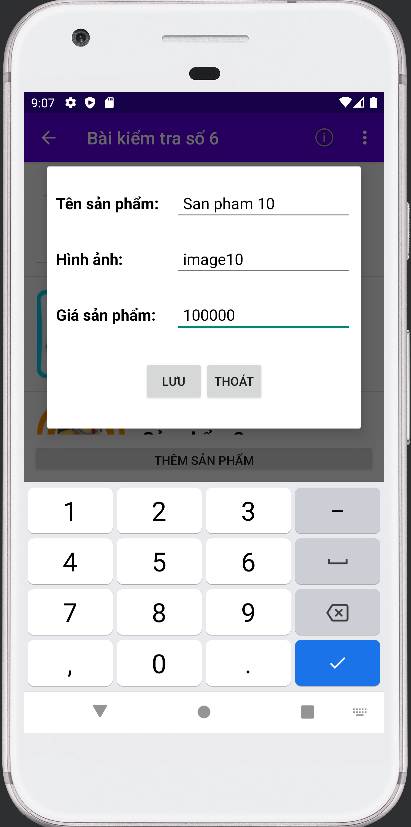 9:07
Bài kiểm tra số 6
Tên sản phẩm: San pham 10
Hình ảnh: image10
Giá sản phẩm: 100000
LƯU THOÁT
THÊM SẢN PHẨM
1 2 3 -
4 5 6
7 8 9
, 0 .